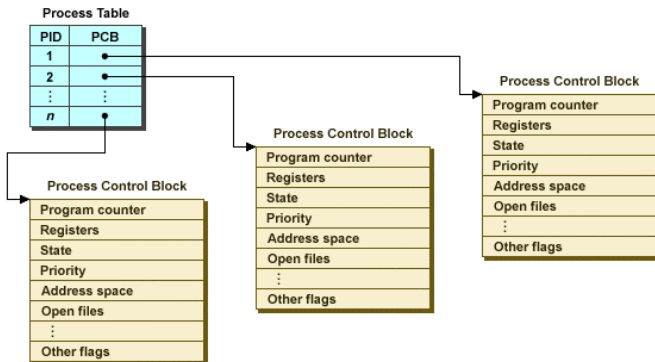 Process Table
PID PCB
1
2
⋮ ⋮
n
Process Control Block
Program counter
Registers
State
Priority
Address space
Open files
⋮
Other flags
Process Control Block
Program counter
Registers
State
Priority
Address space
Open files
⋮
Other flags
Process Control Block
Program counter
Registers
State
Priority
Address space
Open files
⋮
Other flags